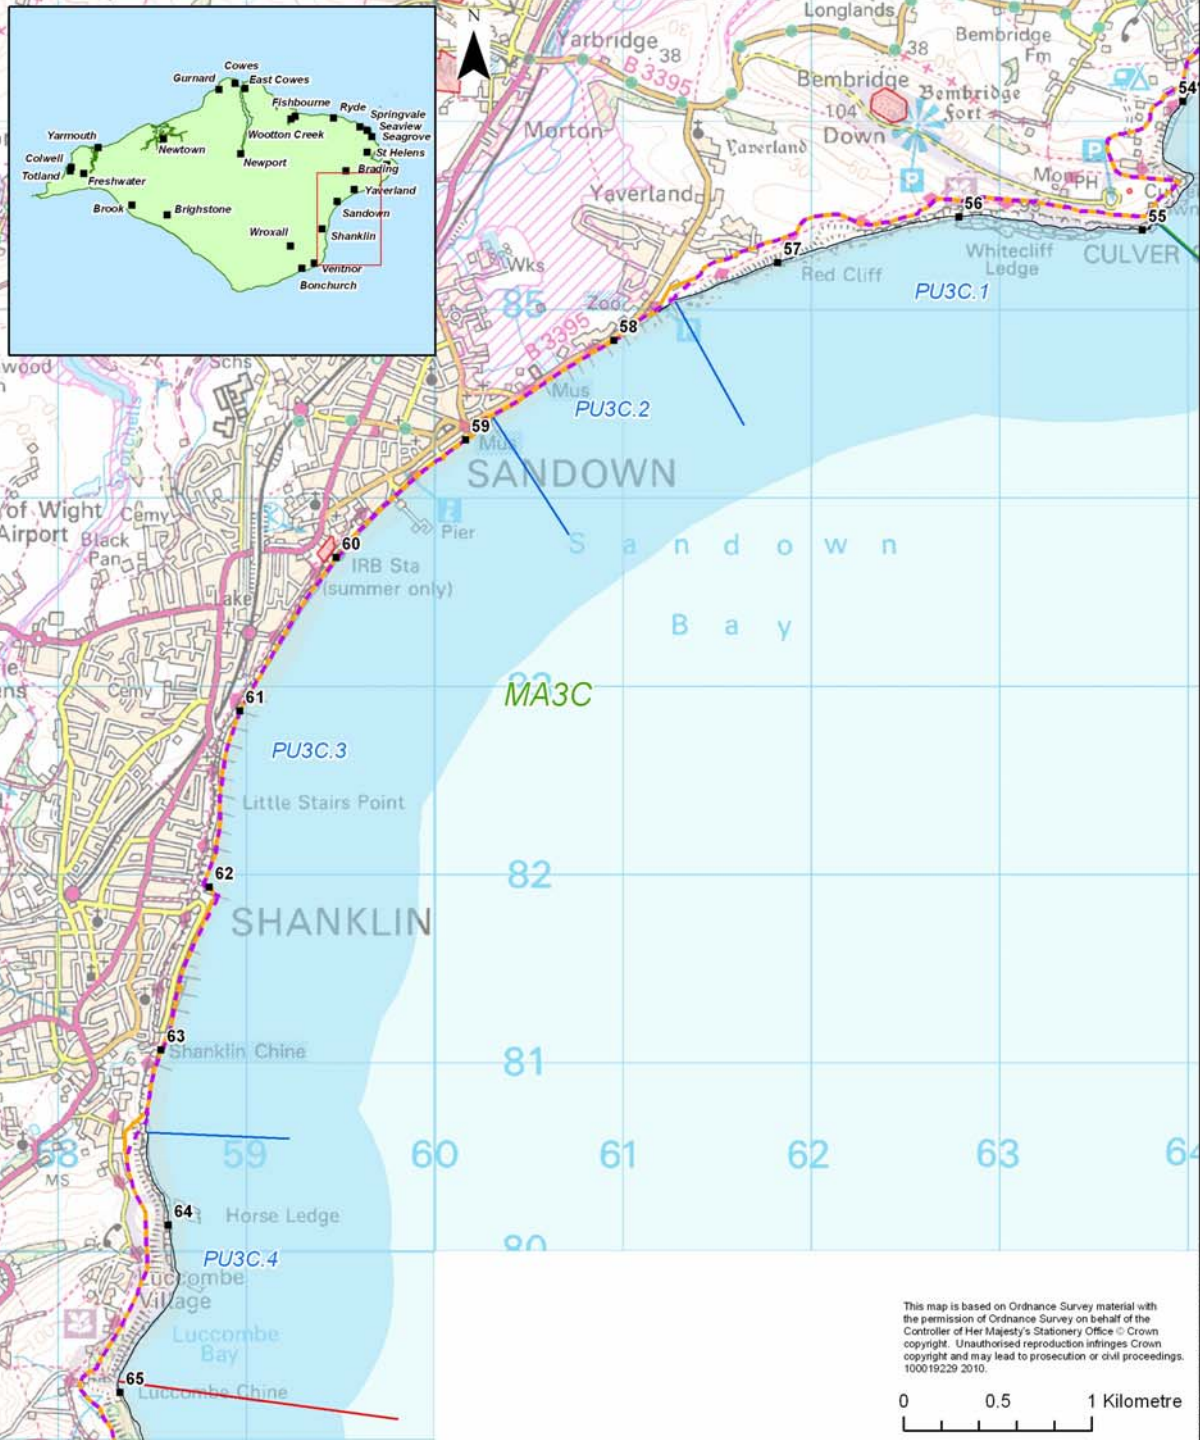 Cowes
Gurnard
East Cowes
Fishbourne
Ryde
Springvale
Seaview
Seagrove
Wootton Creek
Yarmouth
Newtown
St Helens
Colwell
Newport
Totland
Brading
Freshwater
Yaverland
Brook
Brighstone
Sandown
Wroxall
Shanklin
Ventnor
Bonchurch
N
Longlands
Yarbridge
38
B 3395
38
Bembridge
Fm
Bembridge
Down
104
Bembridge
Fort
54
Morton
Yaverland
P
P
PH
Yaverland
56
55
57
Whitecliff
Ledge
CULVER
Wks
Red Cliff
PU3C.1
85
Zoo
58
B 3395
Schs
Mus
PU3C.2
59
Mus
SANDOWN
of Wight
Airport
Cemy
Black
Pan
Pier
60
IRB Sta
(summer only)
S a n d o w n
B a y
Lake
Cemy
61
MA3C
PU3C.3
Little Stairs Point
62
82
SHANKLIN
63
Shanklin Chine
81
58
59
60
61
62
63
64
MS
64
Horse Ledge
80
PU3C.4
Luccombe
Village
Luccombe
Bay
65
Luccombe Chine
This map is based on Ordnance Survey material with
the permission of Ordnance Survey on behalf of the
Controller of Her Majesty's Stationery Office © Crown
copyright. Unauthorised reproduction infringes Crown
copyright and may lead to prosecution or civil proceedings.
100019229 2010.
0 0.5 1 Kilometre